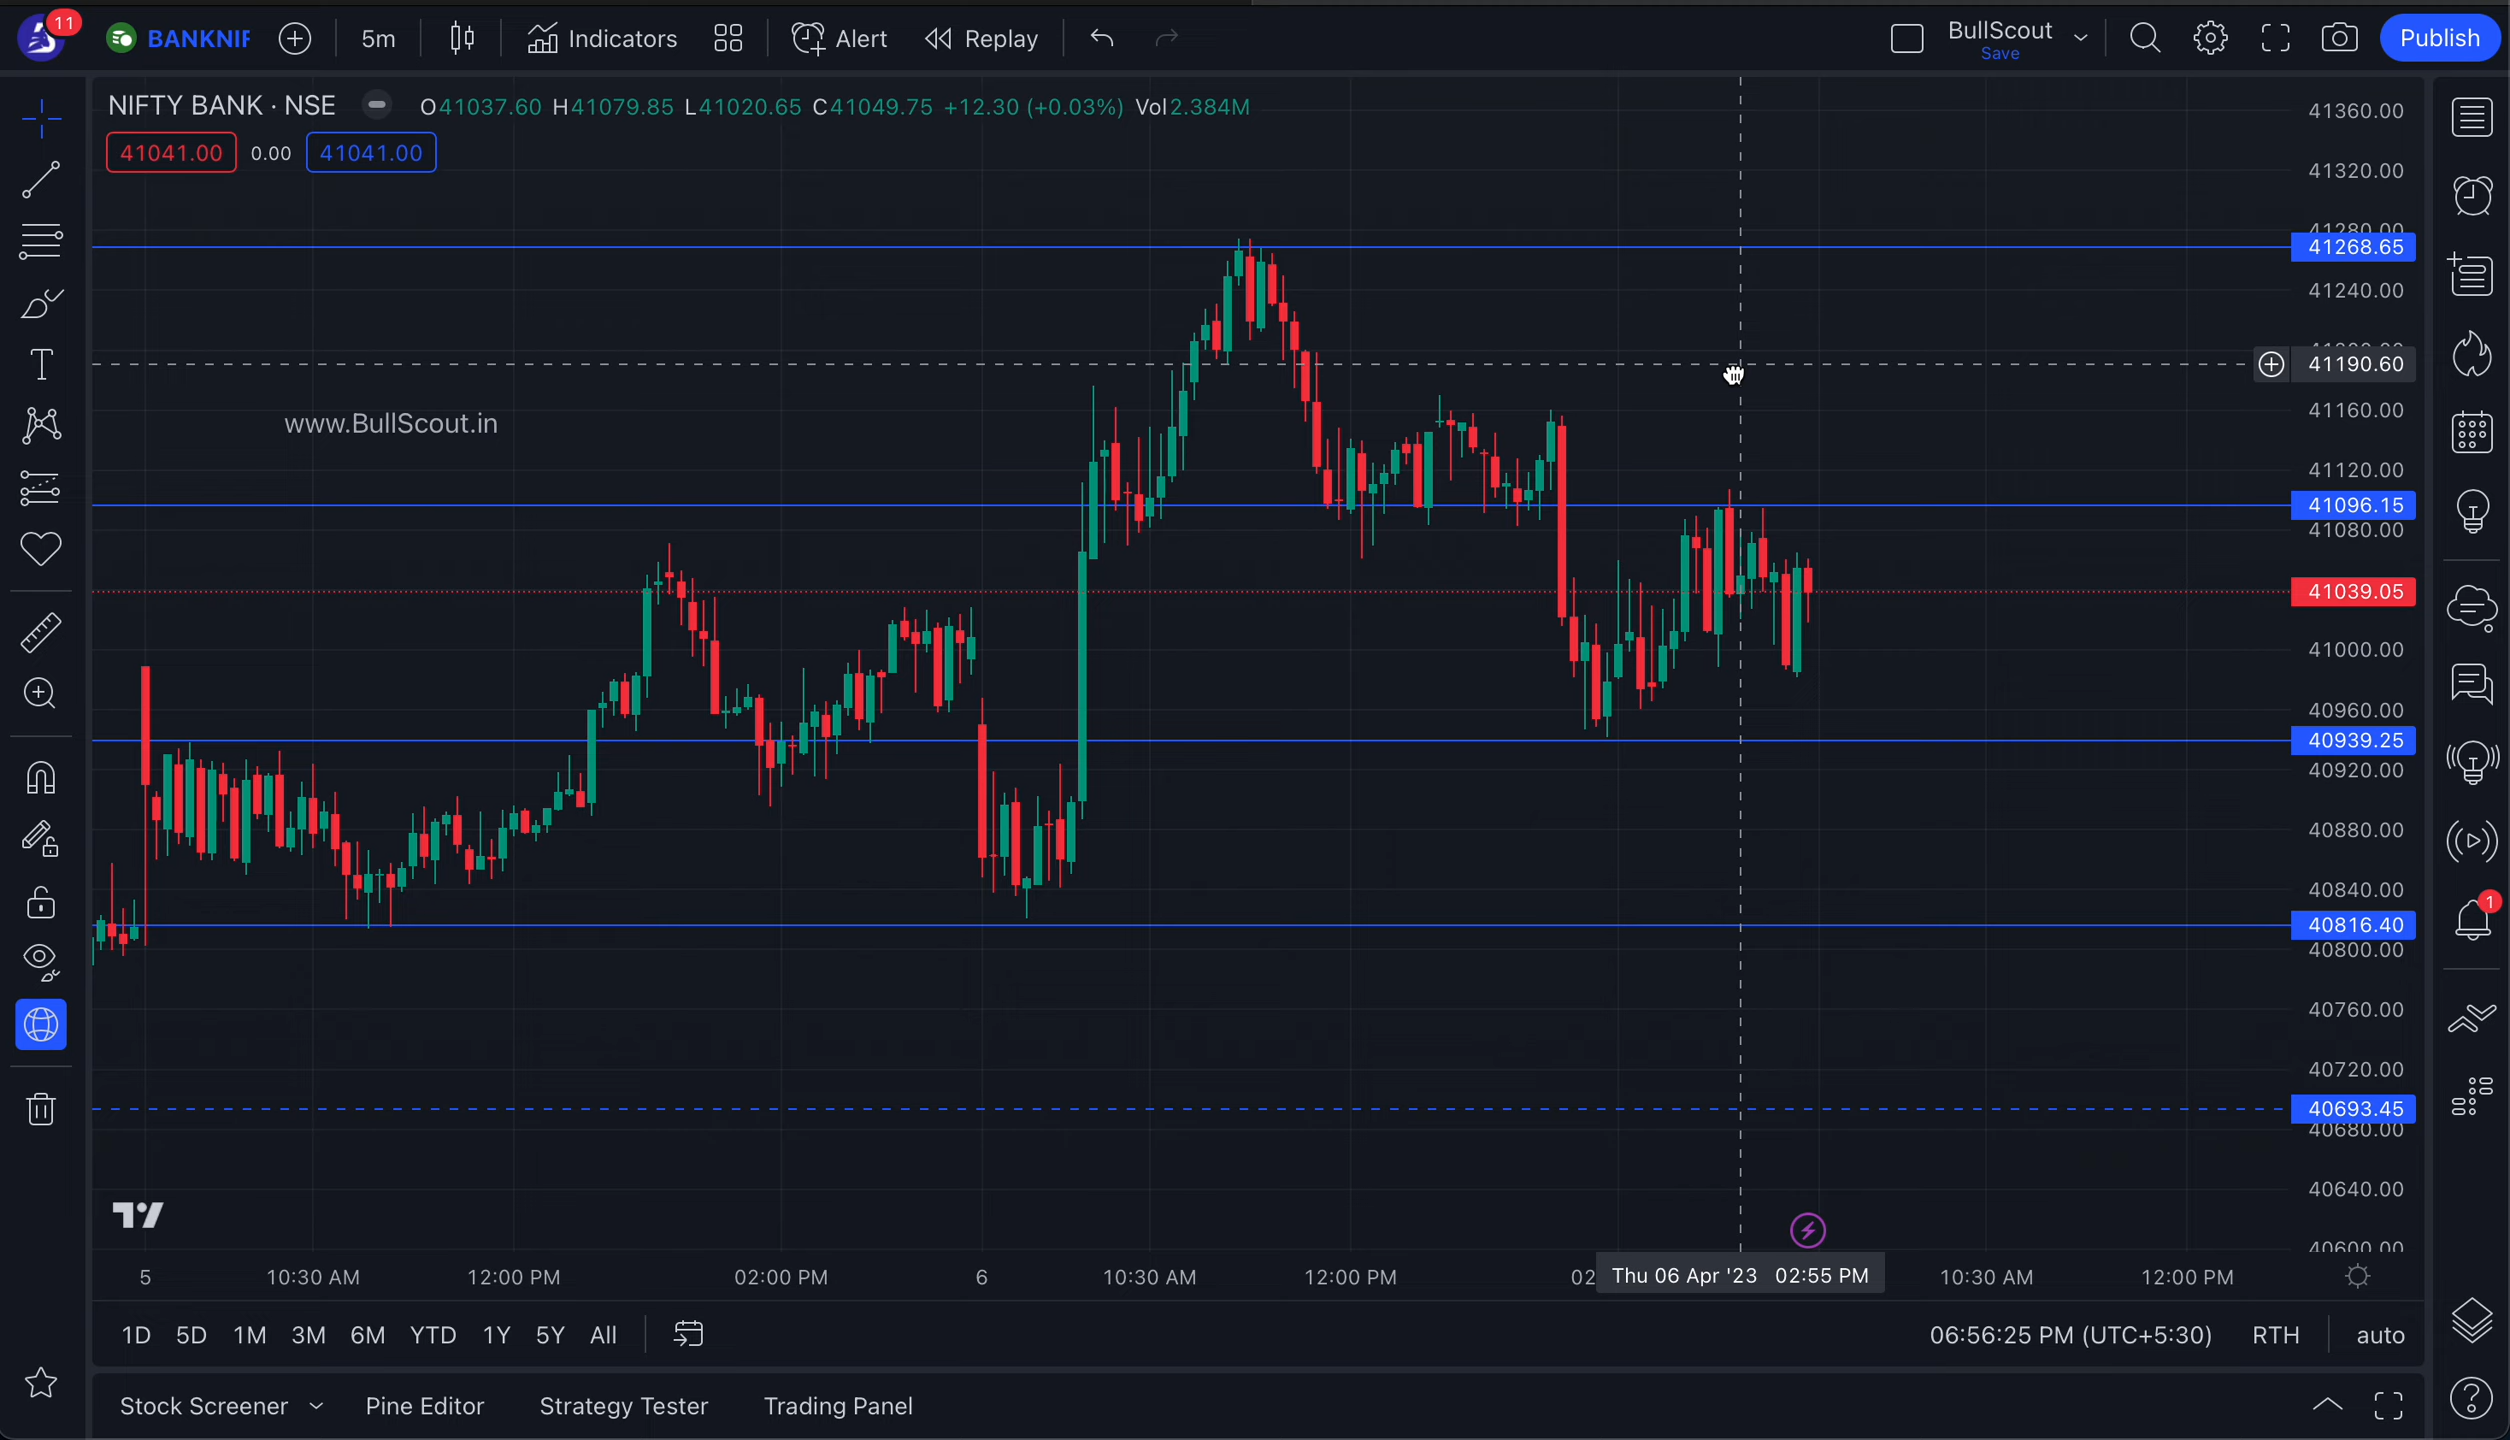 11
BANKNIF
5m
Indicators
Alert
Replay
BullScout
Save
Publish
NIFTY BANK · NSE
O41037.60 H41079.85 L41020.65 C41049.75 +12.30 (+0.03%) Vol2.384M
41041.00 0.00 41041.00
www.BullScout.in
41360.00
41320.00
41280.00
41268.65
41240.00
41190.60
41160.00
41120.00
41096.15
41080.00
41039.05
41000.00
40960.00
40939.25
40920.00
40880.00
40840.00
40816.40
40800.00
40760.00
40720.00
40693.45
40680.00
40640.00
40600.00
1
5 10:30 AM 12:00 PM 02:00 PM 6 10:30 AM 12:00 PM 02 Thu 06 Apr '23 02:55 PM 10:30 AM 12:00 PM
1D 5D 1M 3M 6M YTD 1Y 5Y All
06:56:25 PM (UTC+5:30) RTH auto
Stock Screener Pine Editor Strategy Tester Trading Panel